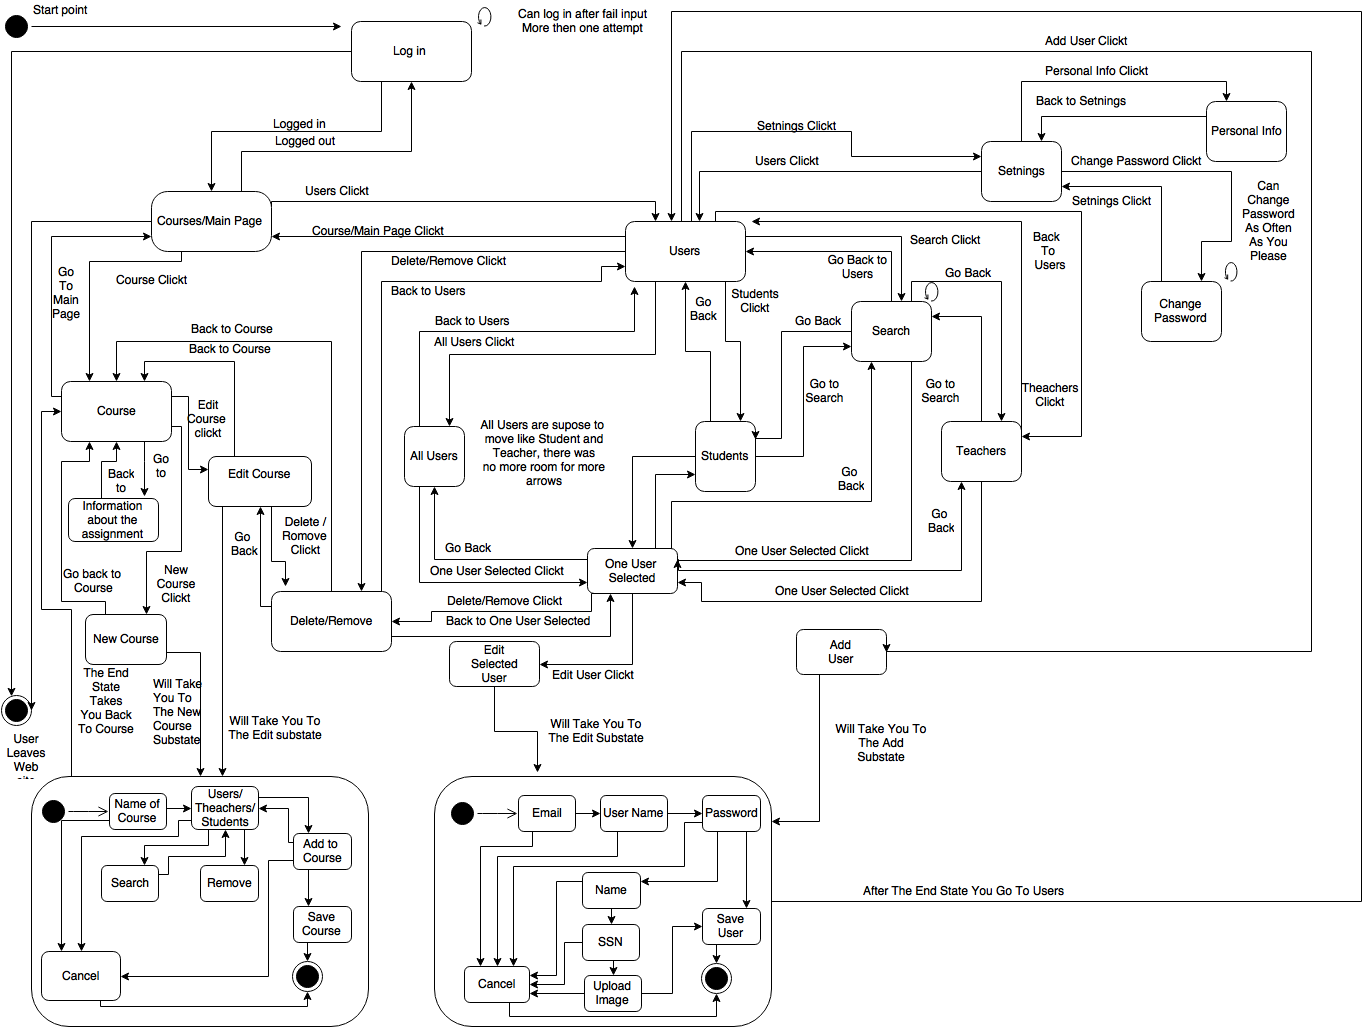 Start point
Can log in after fail input
More then one attempt
Log in
Add User Clickt
Personal Info Clickt
Back to Setnings
Personal Info
Logged in
Logged out
Setnings Clickt
Users Clickt
Setnings
Change Password Clickt
Setnings Clickt
Can
Change
Password
As Often
As You
Please
Users Clickt
Courses/Main Page
Course/Main Page Clickt
Users
Search Clickt
Back
To
Users
Delete/Remove Clickt
Go Back to
Users
Go Back
Course Clickt
Go
To
Main
Page
Back to Users
Go
Back
Students
Clickt
Change
Password
Back to Course
Back to Users
Go Back
Search
Back to Course
All Users Clickt
Go to
Search
Go to
Search
Theachers
Clickt
Course
Edit
Course
clickt
All Users are supose to
move like Student and
Teacher, there was
no more room for more
arrows
All Users
Students
Teachers
Go
to
Back
to
Edit Course
Go
Back
Information
about the
assignment
Delete /
Romove
Clickt
Go
Back
Go
Back
Go Back
One User Selected Clickt
One User
Selected
Go back to
Course
New
Course
Clickt
One User Selected Clickt
One User Selected Clickt
Delete/Remove Clickt
Back to One User Selected
Delete/Remove
New Course
Edit
Selected
User
Edit User Clickt
Add
User
The End
State
Takes
You Back
To Course
Will Take
You To
The New
Course
Substate
Will Take You To
The Edit substate
Will Take You To
The Edit Substate
Will Take You To
The Add
Substate
User
Leaves
Web
Name of
Course
Users/
Theachers/
Students
Add to
Course
Search
Remove
Save
Course
Cancel
Email
User Name
Password
Name
After The End State You Go To Users
SSN
Save
User
Cancel
Upload
Image